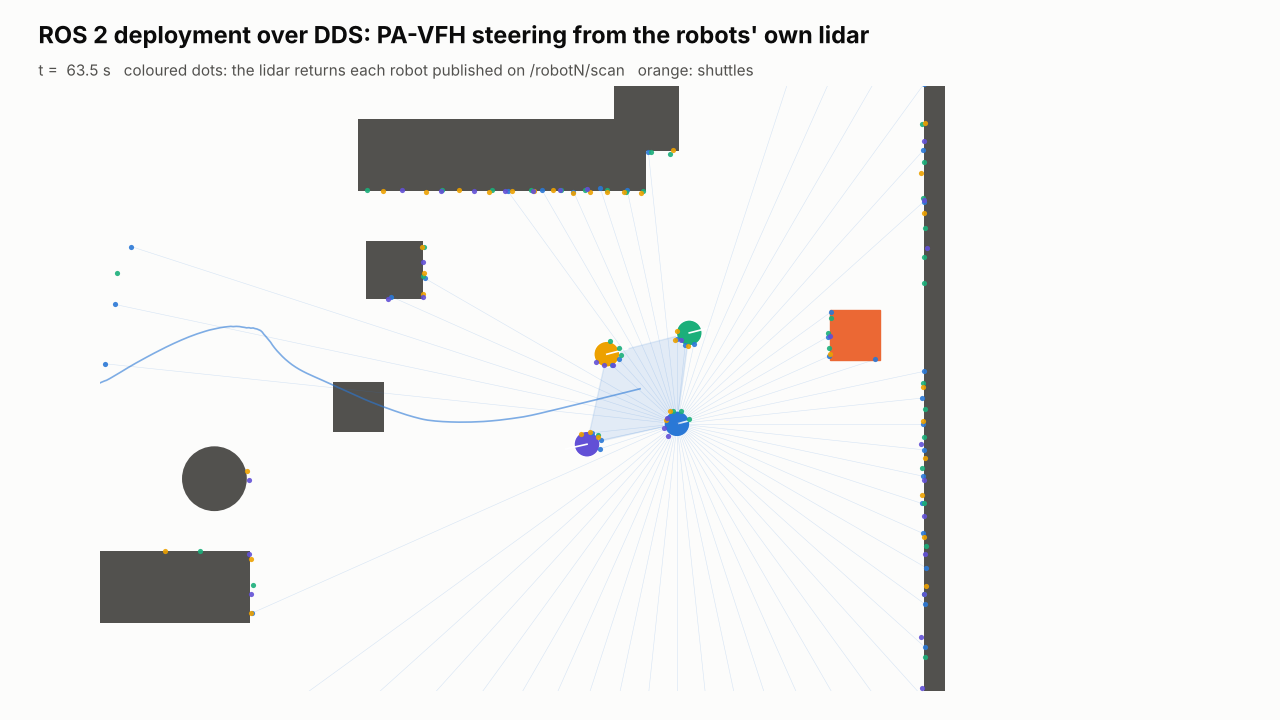 ROS 2 deployment over DDS: PA-VFH steering from the robots' own lidar
t =  63.5 s   coloured dots: the lidar returns each robot published on /robotN/scan   orange: shuttles